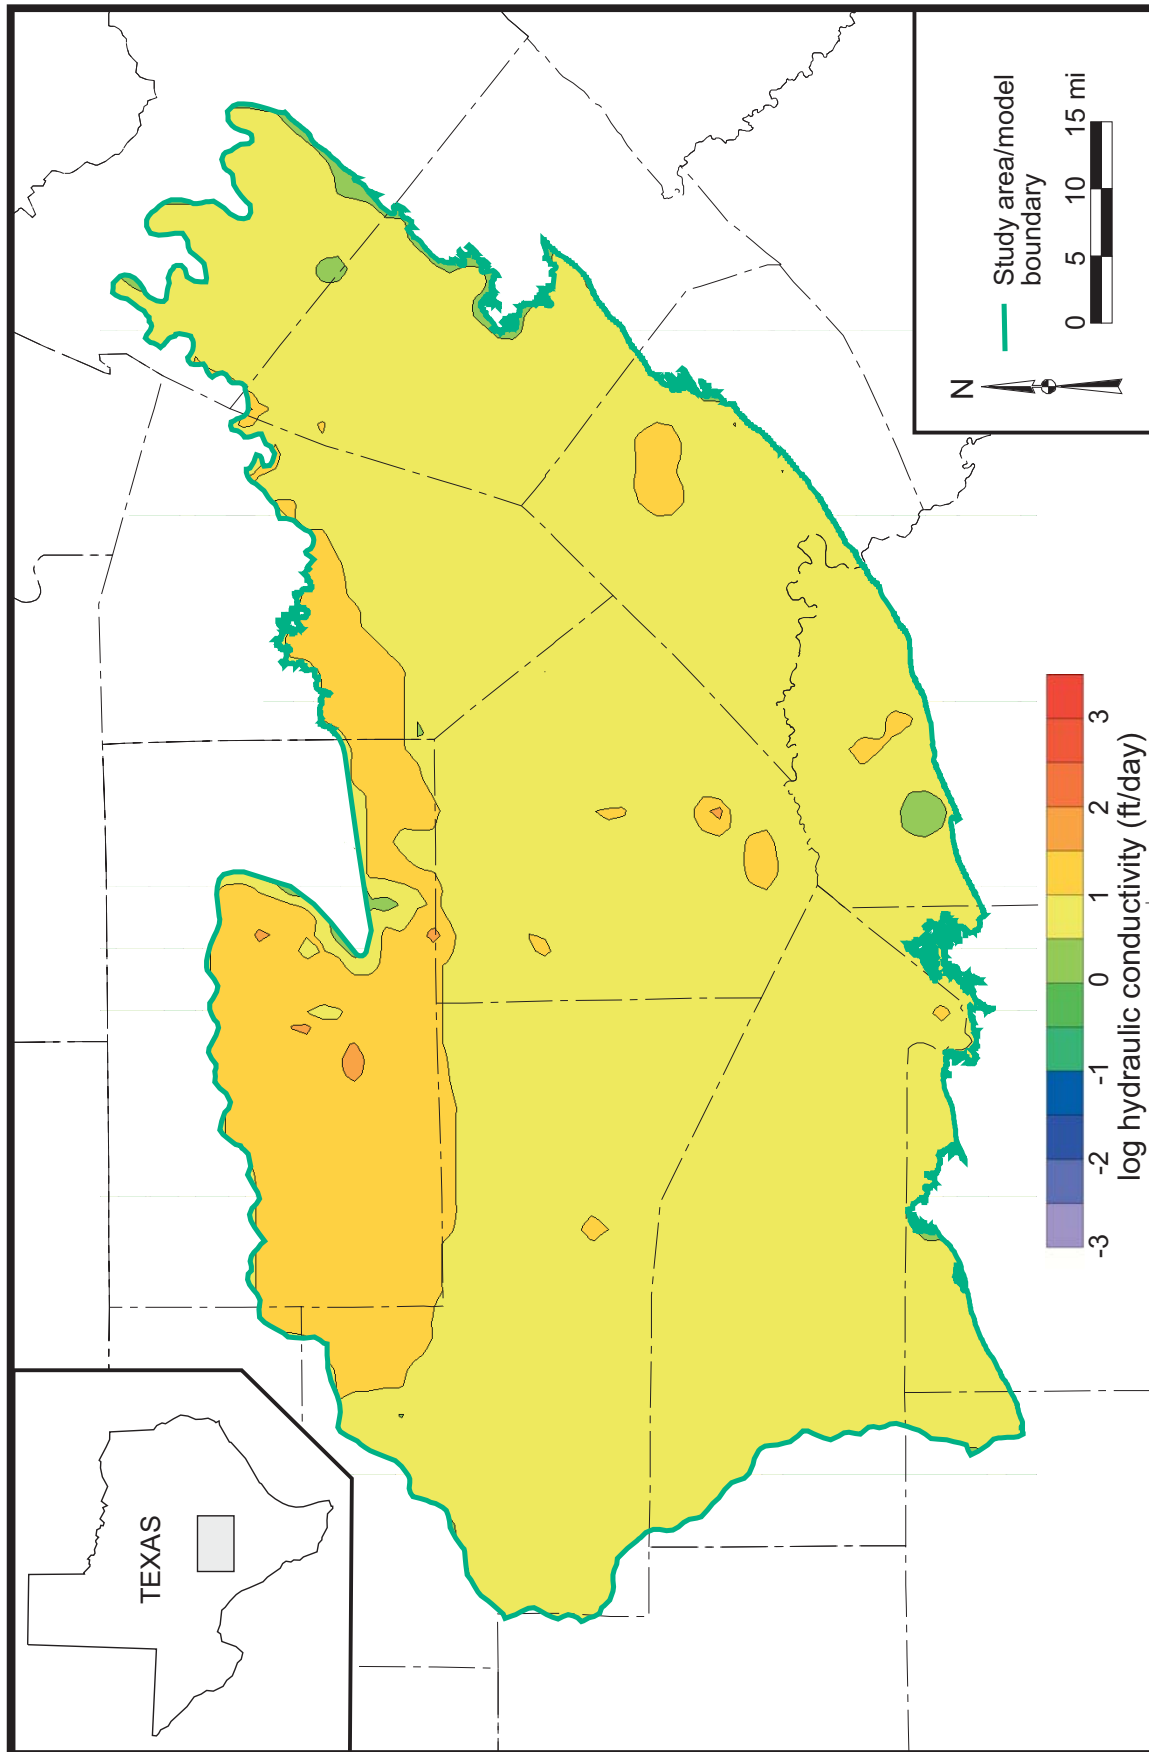 TEXAS
N
Study area/model
boundary
0 5 10 15 mi
-3 -2 -1 0 1 2 3
log hydraulic conductivity (ft/day)